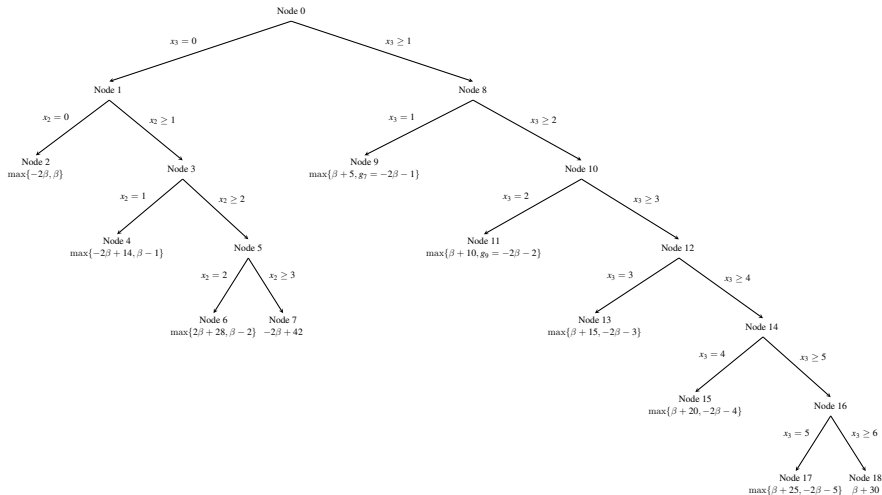 Node 0
x₃ = 0
x₃ ≥ 1
Node 1
Node 8
x₂ = 0
x₂ ≥ 1
x₃ = 1
x₃ ≥ 2
Node 2
max{−2β, β}
Node 3
Node 9
max{β + 5, g₇ = −2β − 1}
Node 10
x₂ = 1
x₂ ≥ 2
x₃ = 2
x₃ ≥ 3
Node 4
max{−2β + 14, β − 1}
Node 5
Node 11
max{β + 10, g₉ = −2β − 2}
Node 12
x₂ = 2
x₂ ≥ 3
x₃ = 3
x₃ ≥ 4
Node 6
max{2β + 28, β − 2}
Node 7
−2β + 42
Node 13
max{β + 15, −2β − 3}
Node 14
x₃ = 4
x₃ ≥ 5
Node 15
max{β + 20, −2β − 4}
Node 16
x₃ = 5
x₃ ≥ 6
Node 17
max{β + 25, −2β − 5}
Node 18
β + 30